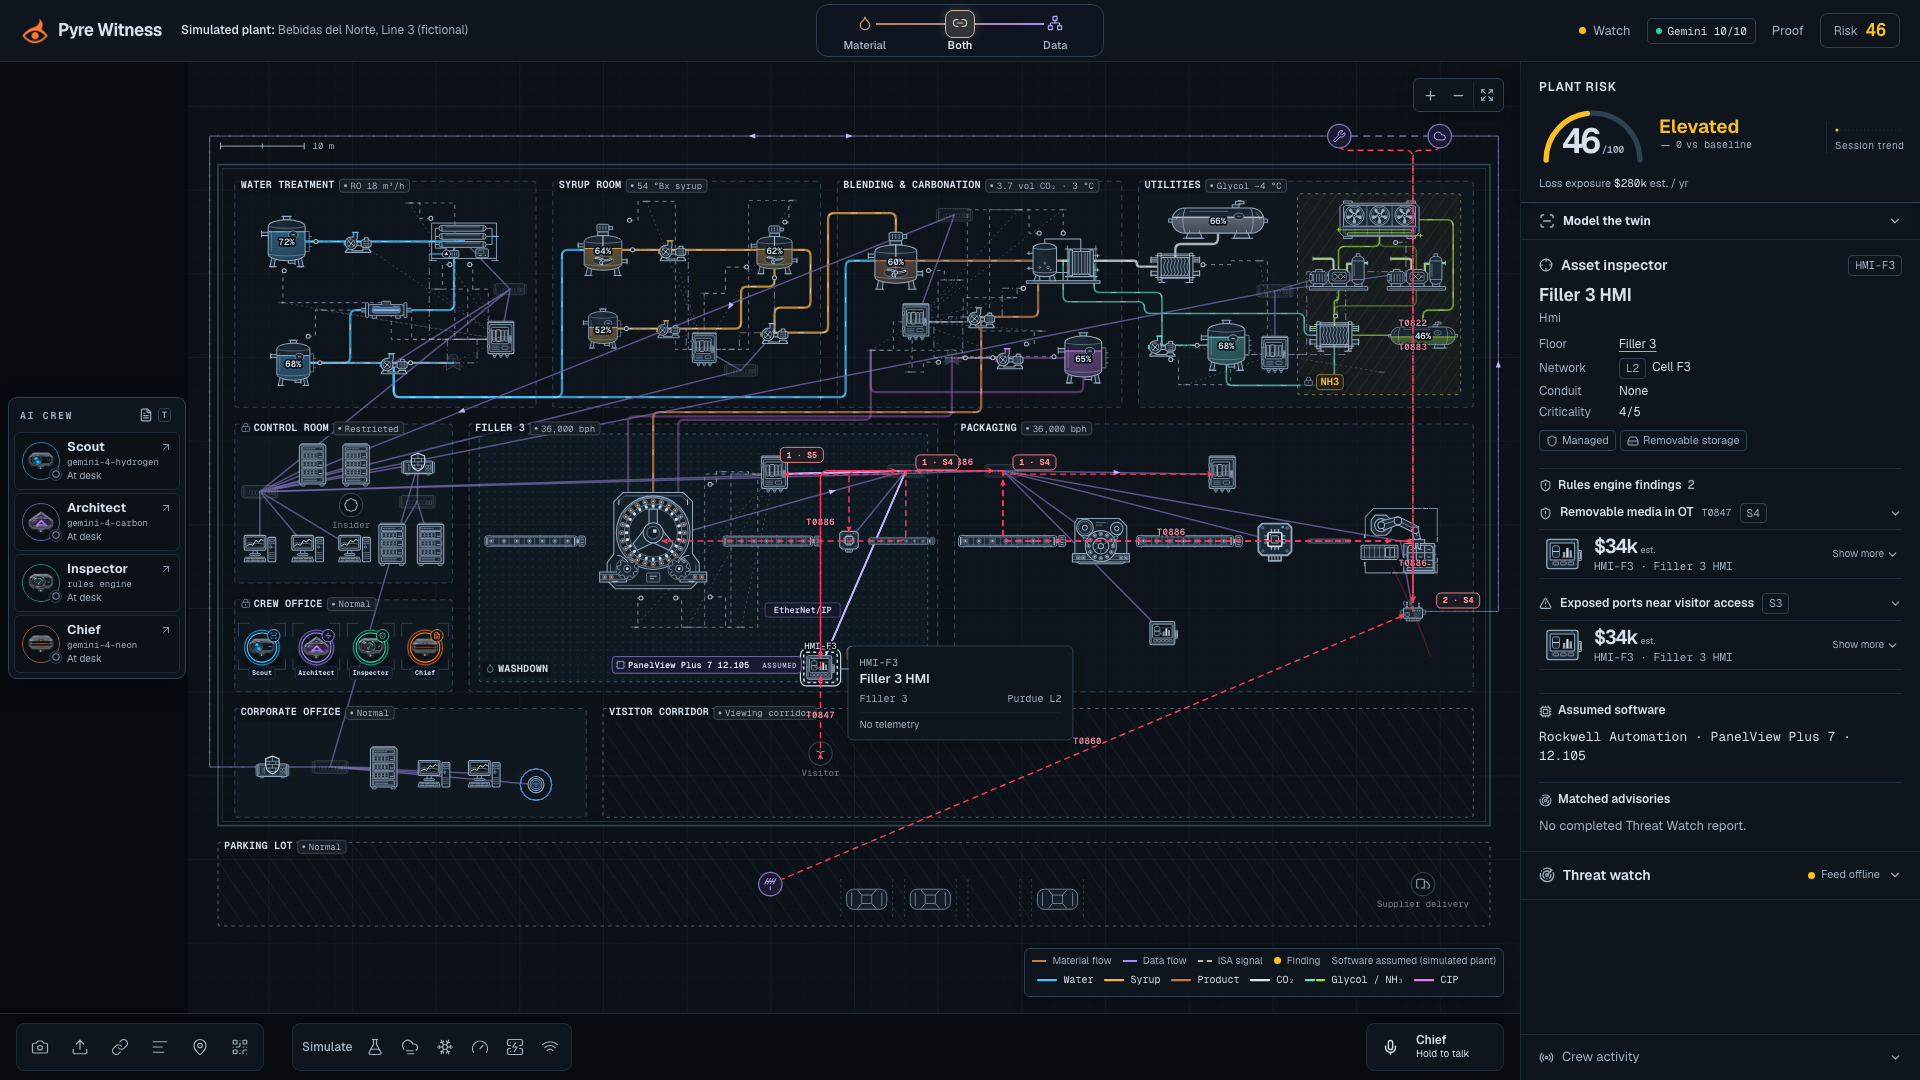 Pyre Witness
Simulated plant: Bebidas del Norte, Line 3 (fictional)
Material
Both
Data
Watch
Gemini 10/10
Proof
Risk 46
10 m
WATER TREATMENT
RO 18 m³/h
SYRUP ROOM
54 °Bx syrup
BLENDING & CARBONATION
3.7 vol CO₂ · 3 °C
UTILITIES
Glycol -4 °C
72%
64%
62%
60%
66%
68%
52%
65%
68%
46%
T0822
T0883
NH3
AI CREW
T
Scout
gemini-4-hydrogen
At desk
Architect
gemini-4-carbon
At desk
Inspector
rules engine
At desk
Chief
gemini-4-neon
At desk
CONTROL ROOM
Restricted
Insider
FILLER 3
36,000 bph
PACKAGING
36,000 bph
1 · S5
1 · S4
1 · S4
T0886
T0886
T0886
2 · S4
EtherNet/IP
HMI-F3
PanelView Plus 7 12.105 ASSUMED
WASHDOWN
HMI-F3
Filler 3 HMI
Filler 3
Purdue L2
No telemetry
CREW OFFICE
Normal
Scout
Architect
Inspector
Chief
CORPORATE OFFICE
Normal
VISITOR CORRIDOR
Viewing corridor
T0847
Visitor
T0860
PARKING LOT
Normal
Supplier delivery
Material flow
Data flow
ISA signal
Finding
Software assumed (simulated plant)
Water
Syrup
Product
CO₂
Glycol / NH₃
CIP
Simulate
Chief
Hold to talk
PLANT RISK
46 /100
Elevated
— 0 vs baseline
Session trend
Loss exposure $280k est. / yr
Model the twin
Asset inspector
HMI-F3
Filler 3 HMI
Hmi
Floor Filler 3
Network L2 Cell F3
Conduit None
Criticality 4/5
Managed
Removable storage
Rules engine findings 2
Removable media in OT T0847 S4
$34k est.
HMI-F3 · Filler 3 HMI
Show more
Exposed ports near visitor access S3
$34k est.
HMI-F3 · Filler 3 HMI
Show more
Assumed software
Rockwell Automation · PanelView Plus 7 ·
12.105
Matched advisories
No completed Threat Watch report.
Threat watch
Feed offline
Crew activity